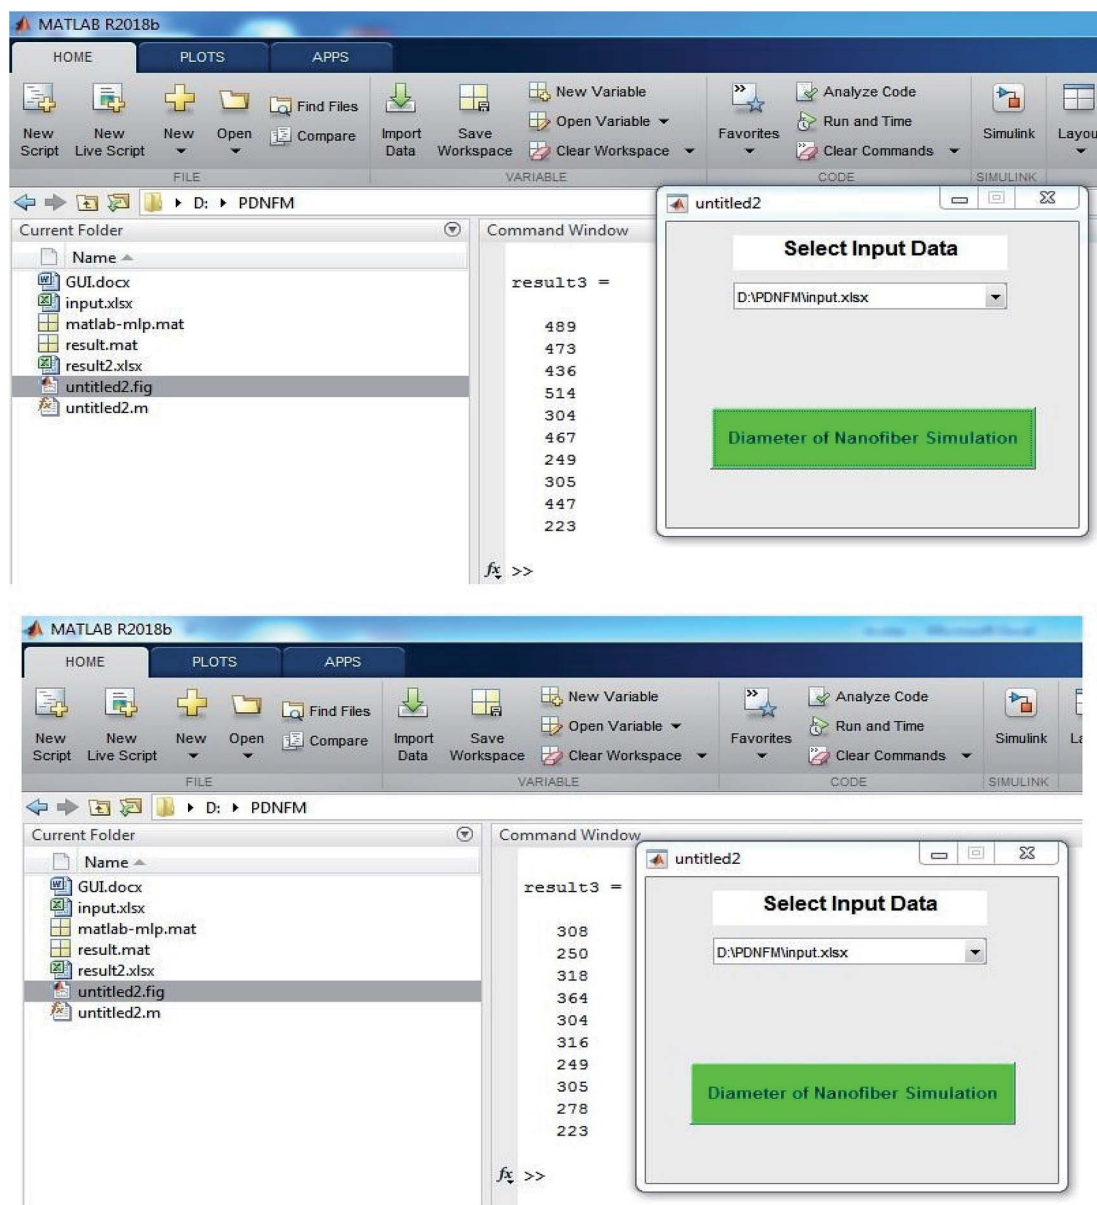 MATLAB R2018b
HOME PLOTS APPS
New Script
New Live Script
New
Open
Find Files
Compare
Import Data
Save Workspace
New Variable
Open Variable
Clear Workspace
Favorites
Analyze Code
Run and Time
Clear Commands
Simulink
Layou
FILE VARIABLE CODE SIMULINK
D: PDNFM
Current Folder
Name
GUI.docx
input.xlsx
matlab-mlp.mat
result.mat
result2.xlsx
untitled2.fig
untitled2.m
Command Window
result3 =
489
473
436
514
304
467
249
305
447
223
fx >>
untitled2
Select Input Data
D:\PDNFM\input.xlsx
Diameter of Nanofiber Simulation
MATLAB R2018b
HOME PLOTS APPS
New Script
New Live Script
New
Open
Find Files
Compare
Import Data
Save Workspace
New Variable
Open Variable
Clear Workspace
Favorites
Analyze Code
Run and Time
Clear Commands
Simulink
La
FILE VARIABLE CODE SIMULINK
D: PDNFM
Current Folder
Name
GUI.docx
input.xlsx
matlab-mlp.mat
result.mat
result2.xlsx
untitled2.fig
untitled2.m
Command Window
result3 =
308
250
318
364
304
316
249
305
278
223
fx >>
untitled2
Select Input Data
D:\PDNFM\input.xlsx
Diameter of Nanofiber Simulation